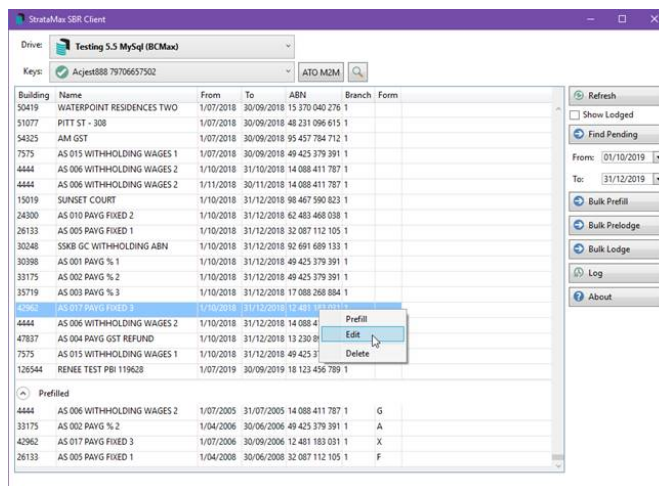 StrataMax SBR Client
Drive: Testing 5.5 MySql (BCMax)
Keys: Acjest888 79706657502 ATO M2M
Building Name From To ABN Branch Form
50419 WATERPOINT RESIDENCES TWO 1/07/2018 30/09/2018 15 370 040 276 1
51077 PITT ST - 308 1/07/2018 30/09/2018 48 231 096 615 1
54325 AM GST 1/07/2018 30/09/2018 95 457 784 712 1
7575 AS 015 WITHHOLDING WAGES 1 1/07/2018 30/09/2018 49 425 379 391 1
4444 AS 006 WITHHOLDING WAGES 2 1/10/2018 31/10/2018 14 088 411 787 1
4444 AS 006 WITHHOLDING WAGES 2 1/11/2018 30/11/2018 14 088 411 787 1
15019 SUNSET COURT 1/10/2018 31/12/2018 98 467 590 823 1
24300 AS 010 PAYG FIXED 2 1/10/2018 31/12/2018 62 483 468 038 1
26133 AS 005 PAYG FIXED 1 1/10/2018 31/12/2018 32 087 112 105 1
30248 SSKB GC WITHHOLDING ABN 1/10/2018 31/12/2018 92 691 689 133 1
30398 AS 001 PAYG % 1 1/10/2018 31/12/2018 49 425 379 391 1
33175 AS 002 PAYG % 2 1/10/2018 31/12/2018 49 425 379 391 1
35719 AS 003 PAYG % 3 1/10/2018 31/12/2018 17 088 268 884 1
42962 AS 017 PAYG FIXED 3 1/10/2018 31/12/2018 12 481 183 031 1
4444 AS 006 WITHHOLDING WAGES 2 1/10/2018 31/12/2018 14 088 4
47837 AS 004 PAYG GST REFUND 1/10/2018 31/12/2018 13 230
7575 AS 015 WITHHOLDING WAGES 1 1/10/2018 31/12/2018 49 425
126544 RENEE TEST PBI 119628 1/07/2019 30/09/2019 18 123 456 789 1
Prefill
Edit
Delete
Prefilled
4444 AS 006 WITHHOLDING WAGES 2 1/07/2005 31/07/2005 14 088 411 787 1 G
33175 AS 002 PAYG % 2 1/04/2006 30/06/2006 49 425 379 391 1 A
42962 AS 017 PAYG FIXED 3 1/07/2006 30/09/2006 12 481 183 031 1 X
26133 AS 005 PAYG FIXED 1 1/04/2008 30/06/2008 32 087 112 105 1 F
Refresh
Show Lodged
Find Pending
From: 01/10/2019
To: 31/12/2019
Bulk Prefill
Bulk Prelodge
Bulk Lodge
Log
About